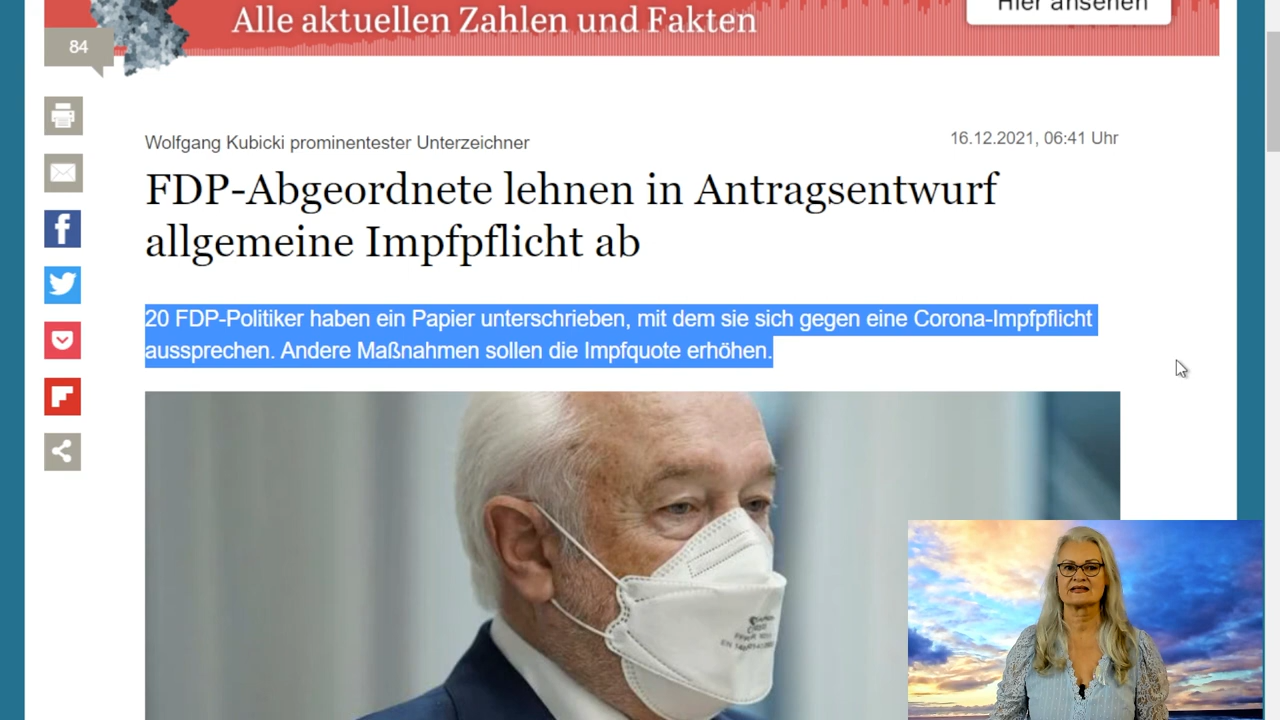 Alle aktuellen Zahlen und Fakten
Hier ansehen
84
Wolfgang Kubicki prominentester Unterzeichner
16.12.2021, 06:41 Uhr
FDP-Abgeordnete lehnen in Antragsentwurf
allgemeine Impfpflicht ab
20 FDP-Politiker haben ein Papier unterschrieben, mit dem sie sich gegen eine Corona-Impfpflicht
aussprechen. Andere Maßnahmen sollen die Impfquote erhöhen.